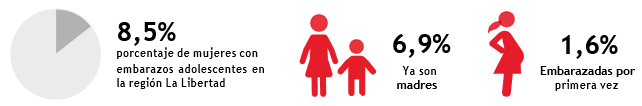 8,5%
porcentaje de mujeres con
embarazos adolescentes en
la región La Libertad
6,9%
Ya son
madres
1,6%
Embarazadas por
primera vez